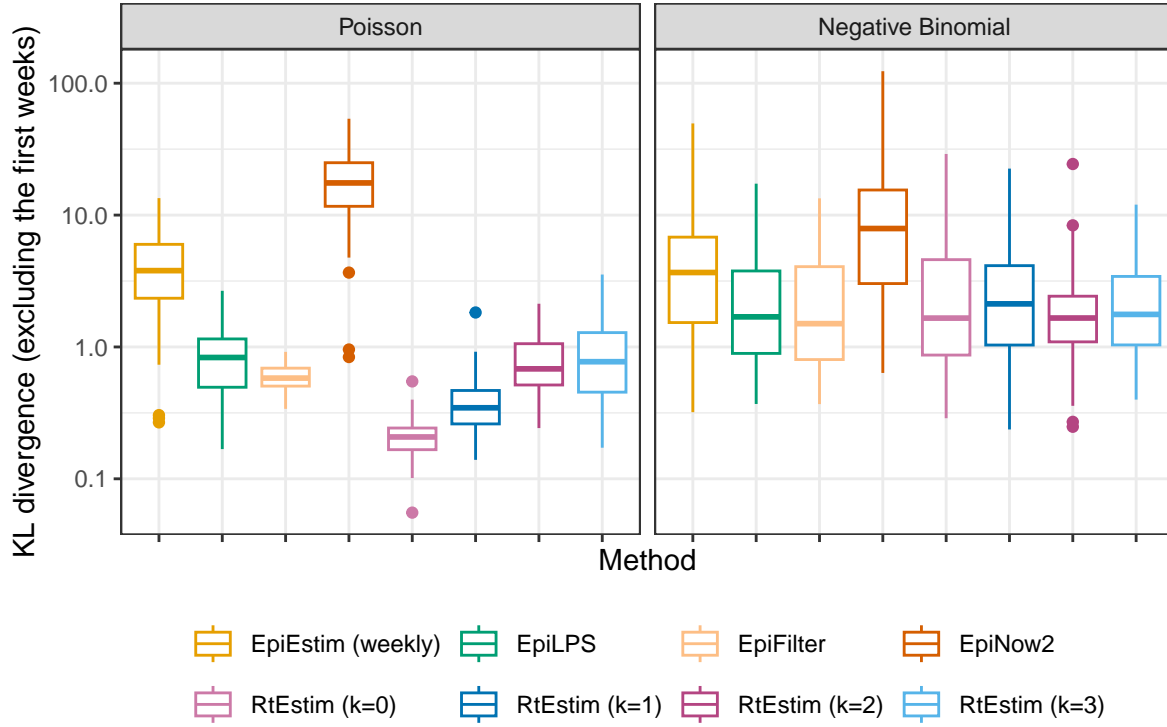 Poisson
Negative Binomial
KL divergence (excluding the first weeks)
100.0
10.0
1.0
0.1
Method
EpiEstim (weekly)
EpiLPS
EpiFilter
EpiNow2
RtEstim (k=0)
RtEstim (k=1)
RtEstim (k=2)
RtEstim (k=3)